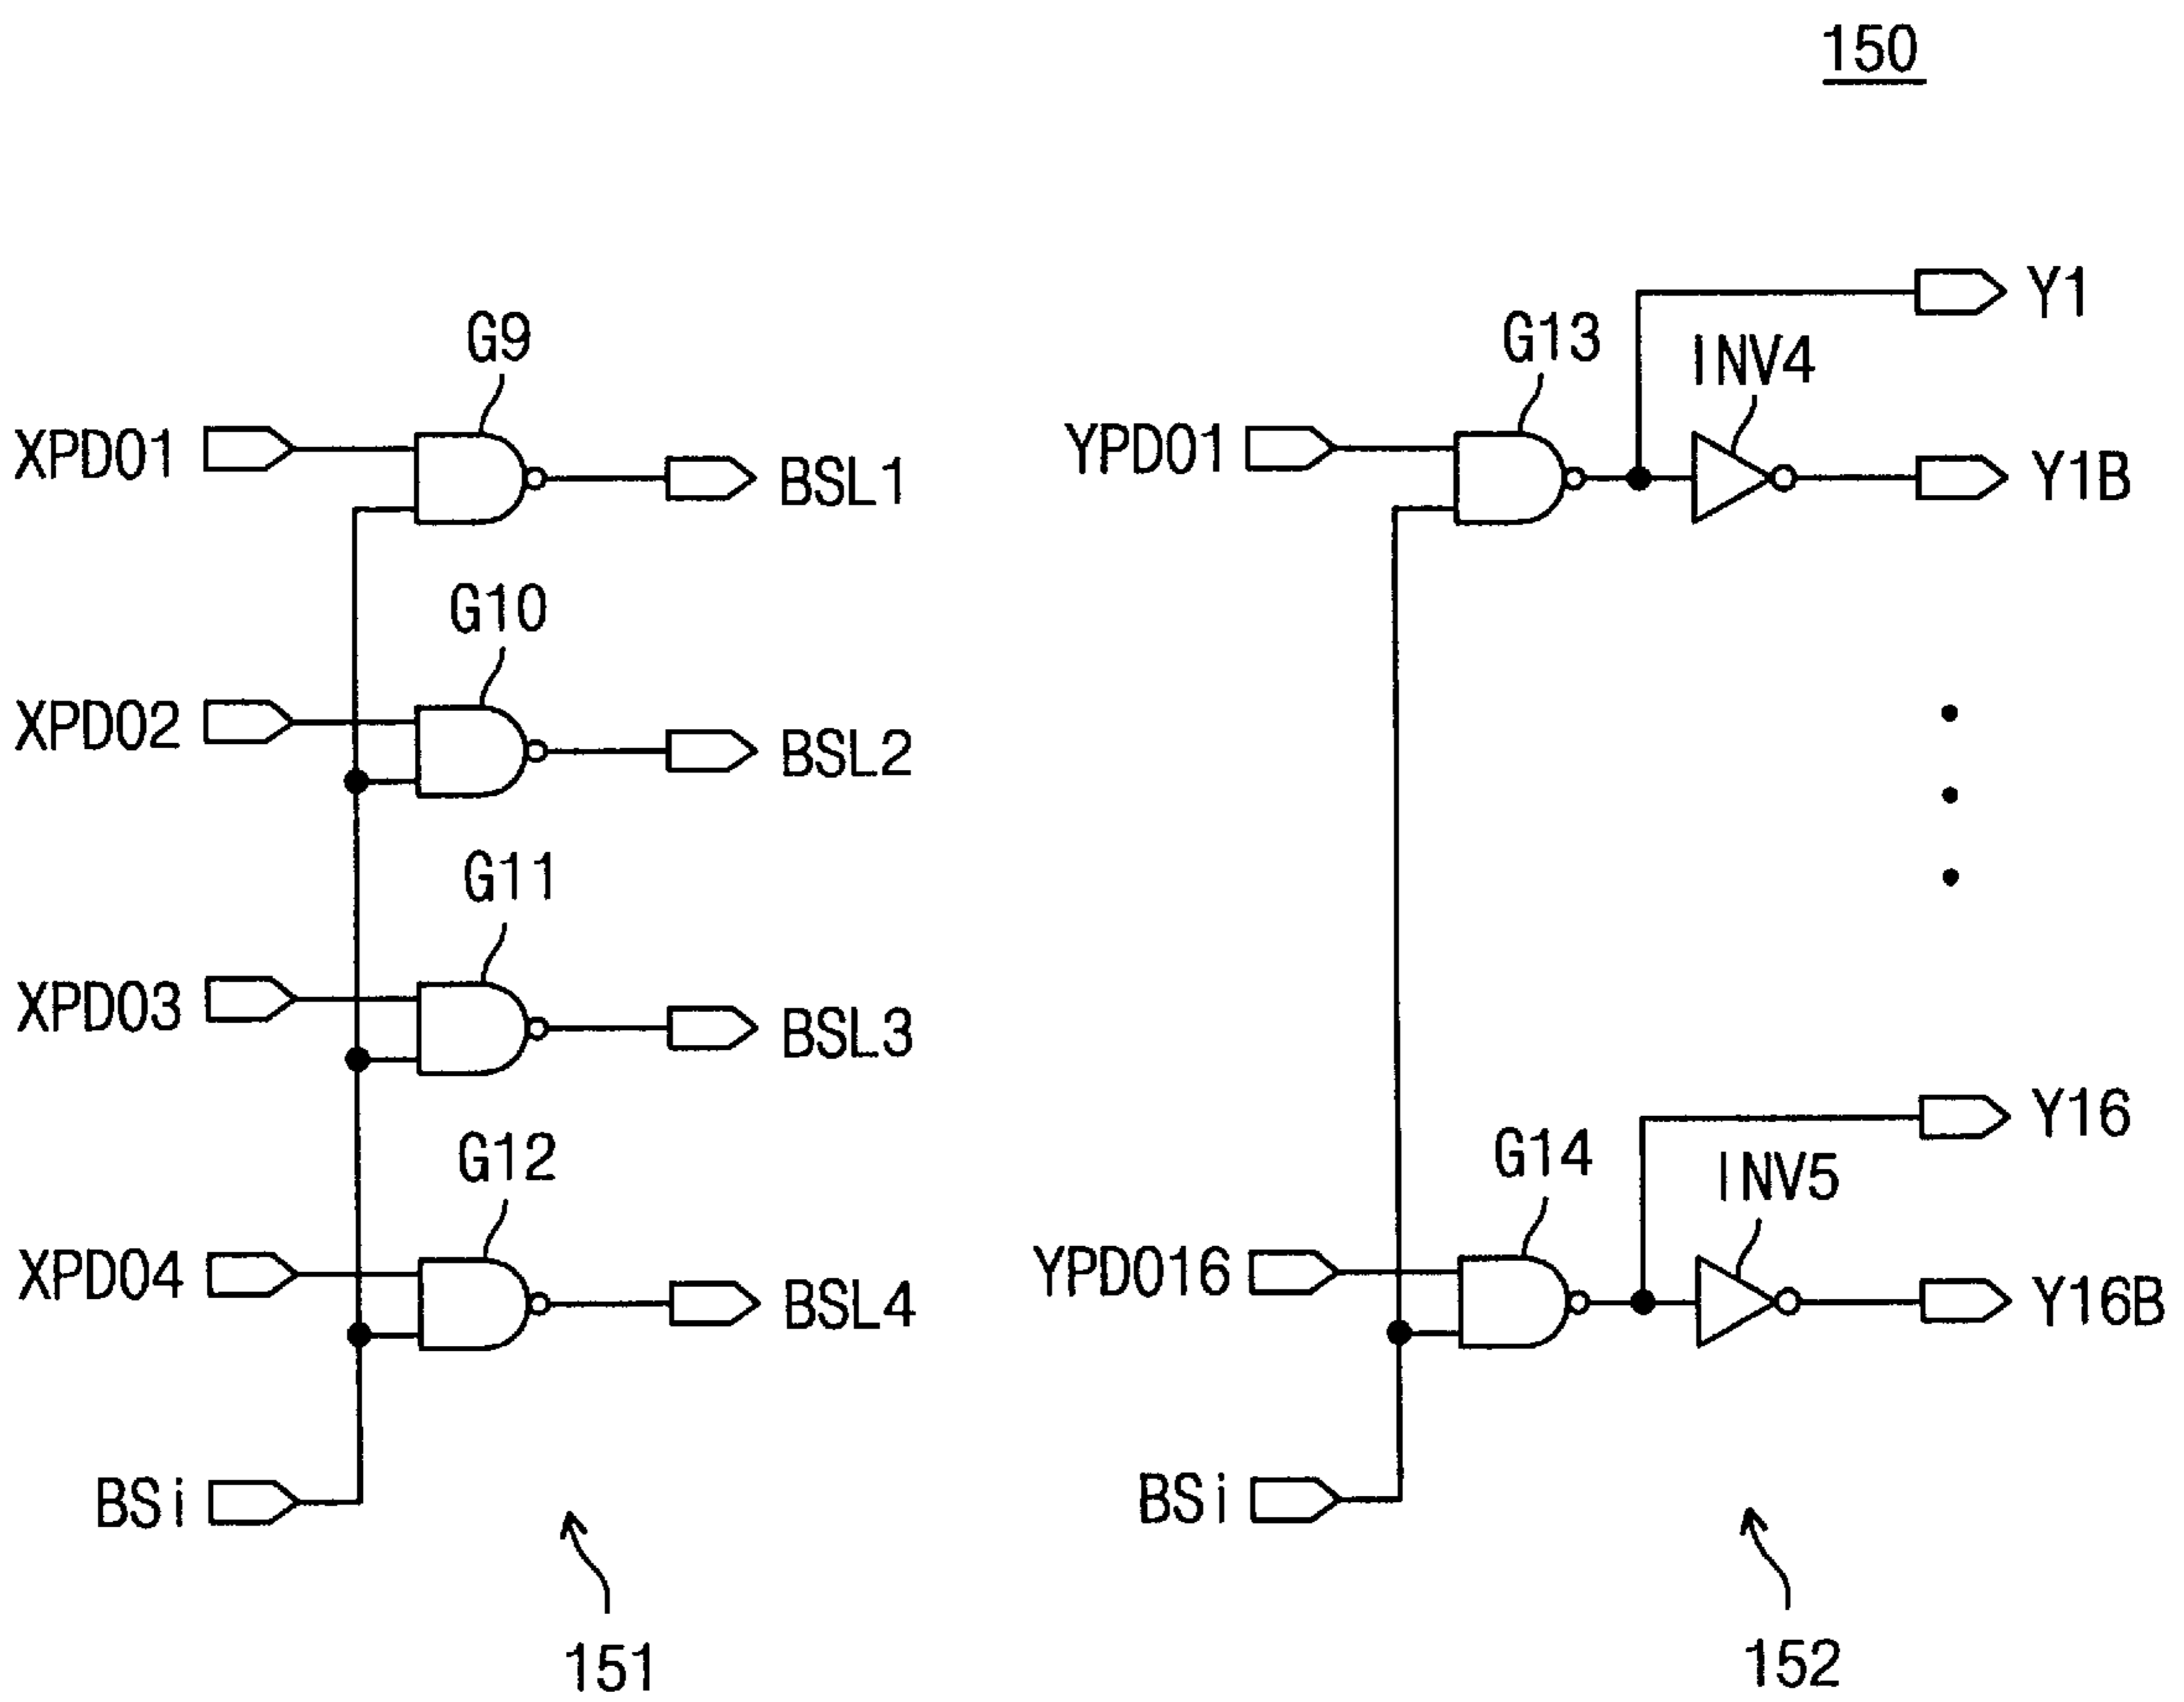 150
G9
XPD01
BSL1
G10
XPD02
BSL2
G11
XPD03
BSL3
G12
XPD04
BSL4
BSi
151
Y1
G13
INV4
YPD01
Y1B
Y16
G14
INV5
YPD016
Y16B
BSi
152